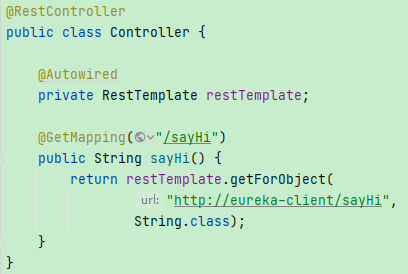 @RestController
public class Controller {
@Autowired
private RestTemplate restTemplate;
@GetMapping("/sayHi")
public String sayHi() {
return restTemplate.getForObject(
url: "http://eureka-client/sayHi",
String.class);
}
}